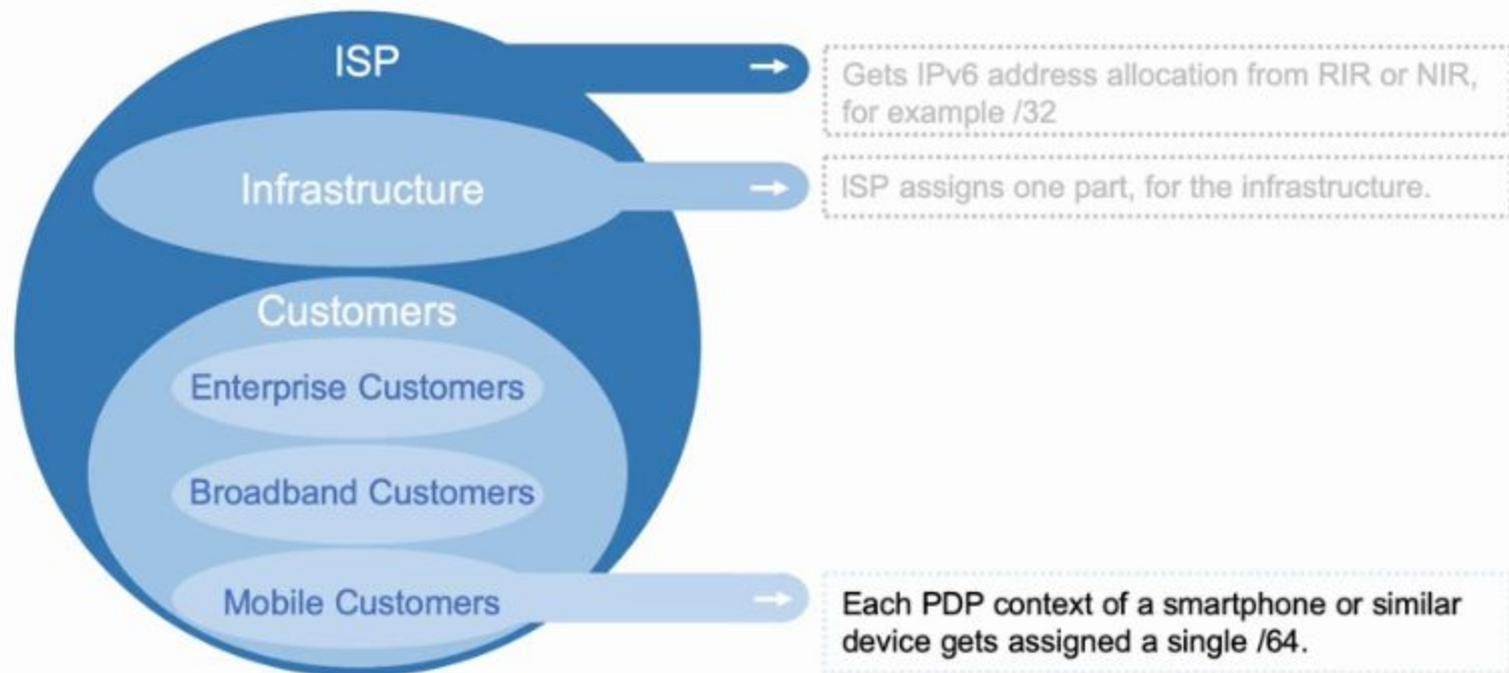 ISP
Gets IPv6 address allocation from RIR or NIR,
for example /32
Infrastructure
ISP assigns one part, for the infrastructure.
Customers
Enterprise Customers
Broadband Customers
Mobile Customers
Each PDP context of a smartphone or similar
device gets assigned a single /64.